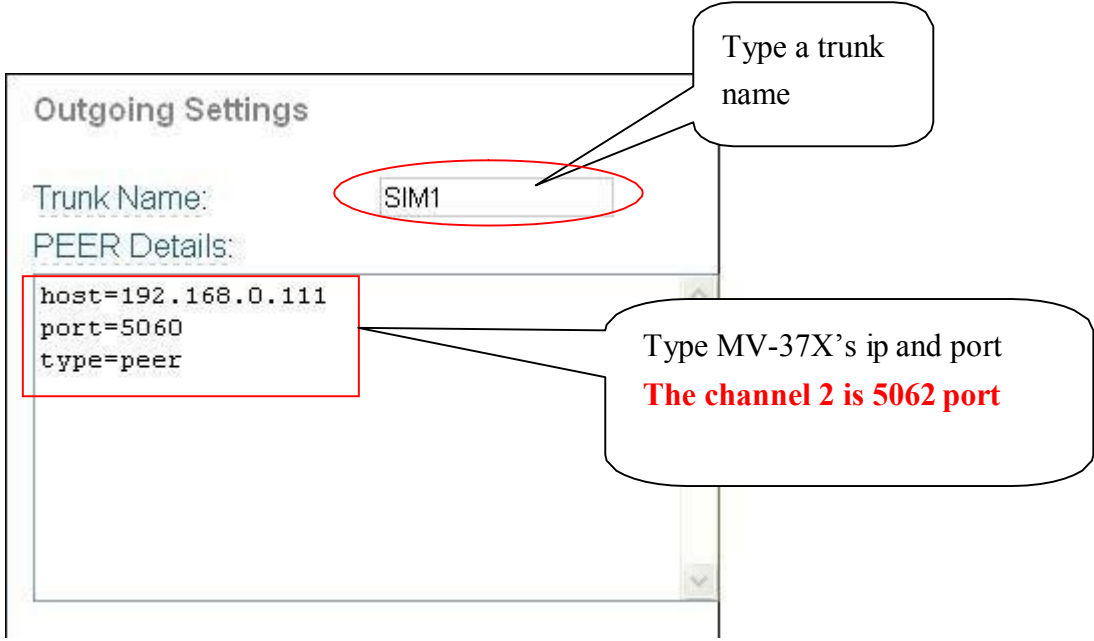 Type a trunk
name
Outgoing Settings
Trunk Name:
SIM1
PEER Details:
host=192.168.0.111
port=5060
type=peer
Type MV-37X’s ip and port
The channel 2 is 5062 port